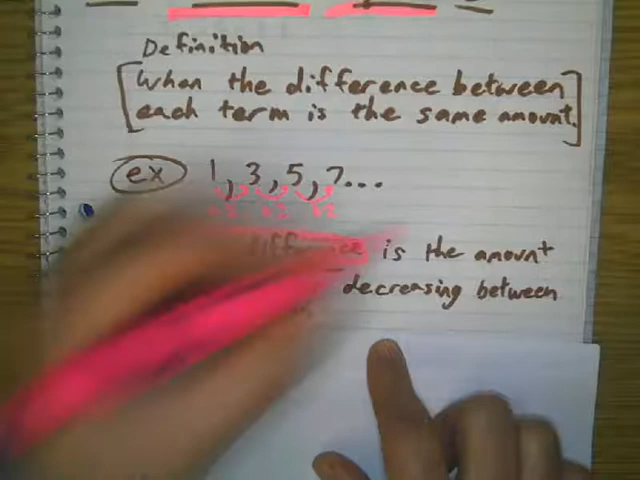 Definition
[When the difference between
each term is the same amount.]
ex 1, 3, 5, 7...
+2 +2 +2
difference is the amount
decreasing between